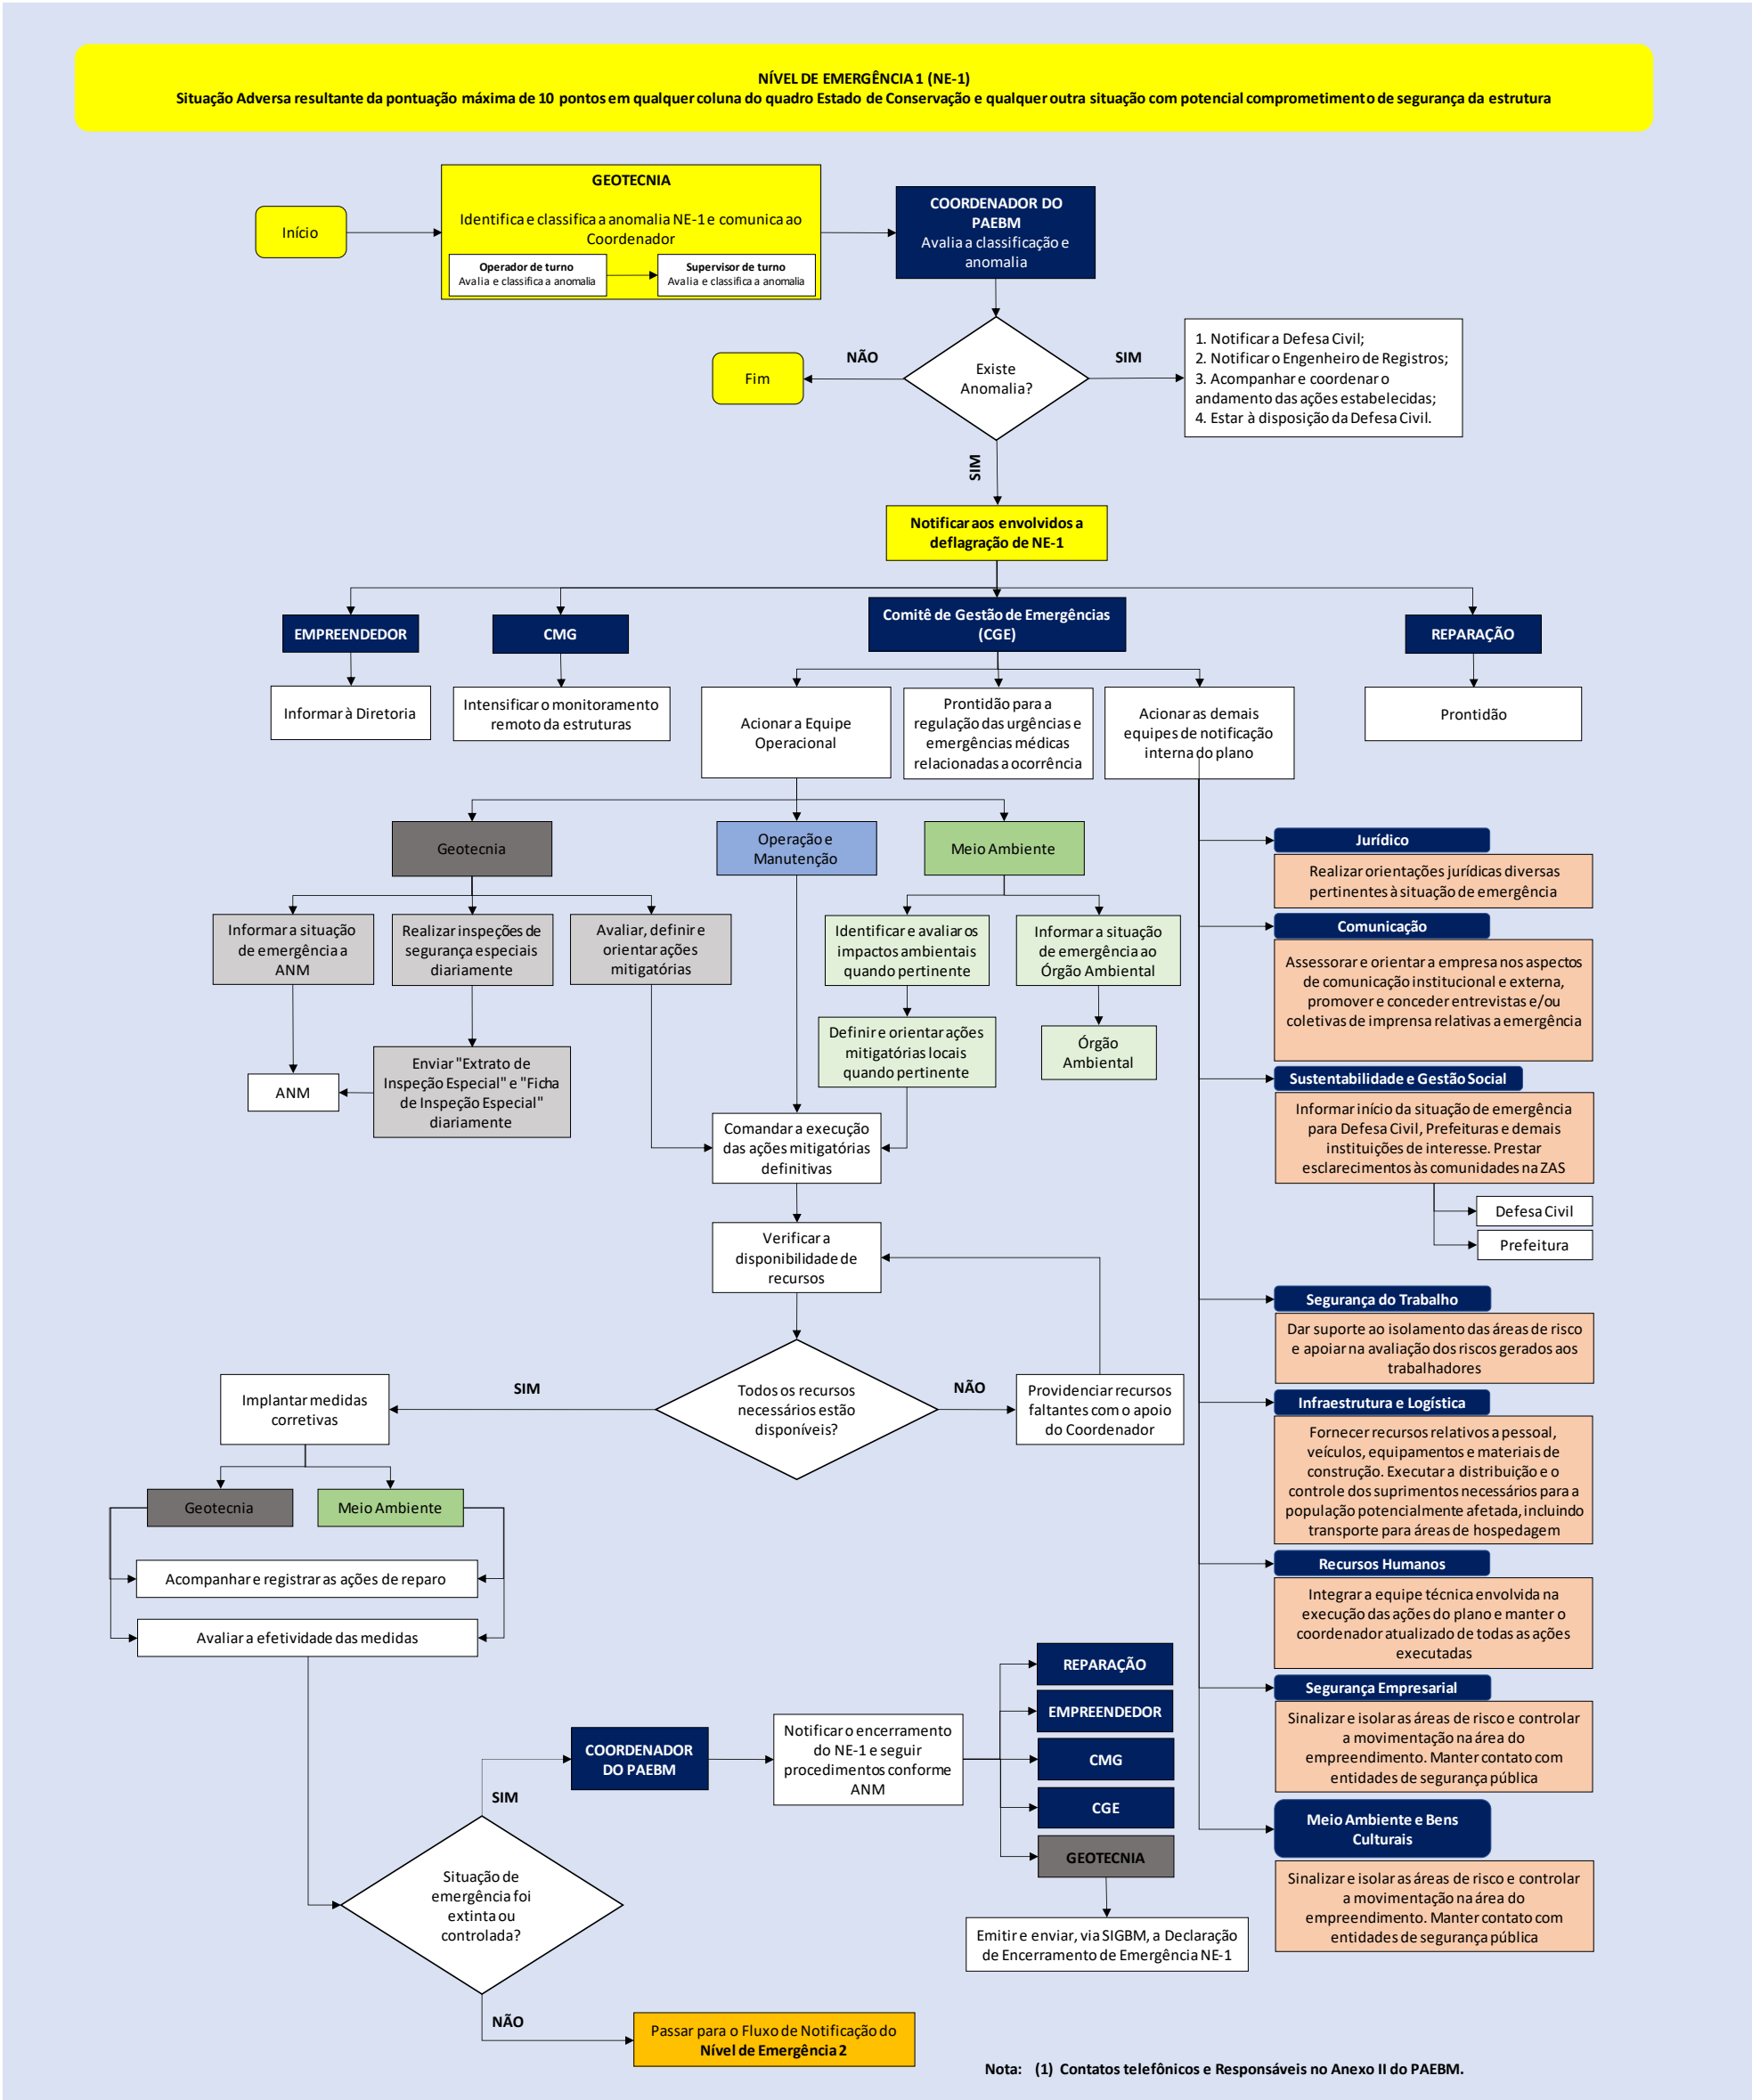 NÍVEL DE EMERGÊNCIA 1 (NE-1)
Situação Adversa resultante da pontuação máxima de 10 pontos em qualquer coluna do quadro Estado de Conservação e qualquer outra situação com potencial comprometimento de segurança da estrutura
Início
GEOTECNIA
Identifica e classifica a anomalia NE-1 e comunica ao
Coordenador
Operador de turno
Avalia e classifica a anomalia
Supervisor de turno
Avalia e classifica a anomalia
COORDENADOR DO
PAEBM
Avalia a classificação e
anomalia
Existe
Anomalia?
NÃO
Fim
SIM
1. Notificar a Defesa Civil;
2. Notificar o Engenheiro de Registros;
3. Acompanhar e coordenar o
andamento das ações estabelecidas;
4. Estar à disposição da Defesa Civil.
SIM
Notificar aos envolvidos a
deflagração de NE-1
EMPREENDEDOR
CMG
Comitê de Gestão de Emergências
(CGE)
REPARAÇÃO
Informar à Diretoria
Intensificar o monitoramento
remoto da estruturas
Acionar a Equipe
Operacional
Prontidão para a
regulação das urgências e
emergências médicas
relacionadas a ocorrência
Acionar as demais
equipes de notificação
interna do plano
Prontidão
Geotecnia
Operação e
Manutenção
Meio Ambiente
Informar a situação
de emergência a
ANM
Realizar inspeções de
segurança especiais
diariamente
Avaliar, definir e
orientar ações
mitigatórias
Identificar e avaliar os
impactos ambientais
quando pertinente
Informar a situação
de emergência ao
Órgão Ambiental
ANM
Enviar "Extrato de
Inspeção Especial" e "Ficha
de Inspeção Especial"
diariamente
Definir e orientar ações
mitigatórias locais
quando pertinente
Órgão
Ambiental
Comandar a execução
das ações mitigatórias
definitivas
Verificar a
disponibilidade de
recursos
Todos os recursos
necessários estão
disponíveis?
NÃO
Providenciar recursos
faltantes com o apoio
do Coordenador
SIM
Implantar medidas
corretivas
Geotecnia
Meio Ambiente
Acompanhar e registrar as ações de reparo
Avaliar a efetividade das medidas
Jurídico
Realizar orientações jurídicas diversas
pertinentes à situação de emergência
Comunicação
Assessorar e orientar a empresa nos aspectos
de comunicação institucional e externa,
promover e conceder entrevistas e/ou
coletivas de imprensa relativas a emergência
Sustentabilidade e Gestão Social
Informar início da situação de emergência
para Defesa Civil, Prefeituras e demais
instituições de interesse. Prestar
esclarecimentos às comunidades na ZAS
Defesa Civil
Prefeitura
Segurança do Trabalho
Dar suporte ao isolamento das áreas de risco
e apoiar na avaliação dos riscos gerados aos
trabalhadores
Infraestrutura e Logística
Fornecer recursos relativos a pessoal,
veículos, equipamentos e materiais de
construção. Executar a distribuição e o
controle dos suprimentos necessários para a
população potencialmente afetada, incluindo
transporte para áreas de hospedagem
Recursos Humanos
Integrar a equipe técnica envolvida na
execução das ações do plano e manter o
coordenador atualizado de todas as ações
executadas
Segurança Empresarial
Sinalizar e isolar as áreas de risco e controlar
a movimentação na área do
empreendimento. Manter contato com
entidades de segurança pública
Meio Ambiente e Bens
Culturais
Sinalizar e isolar as áreas de risco e controlar
a movimentação na área do
empreendimento. Manter contato com
entidades de segurança pública
Situação de
emergência foi
extinta ou
controlada?
SIM
COORDENADOR
DO PAEBM
Notificar o encerramento
do NE-1 e seguir
procedimentos conforme
ANM
REPARAÇÃO
EMPREENDEDOR
CMG
CGE
GEOTECNIA
Emitir e enviar, via SIGBM, a Declaração
de Encerramento de Emergência NE-1
NÃO
Passar para o Fluxo de Notificação do
Nível de Emergência 2
Nota: (1) Contatos telefônicos e Responsáveis no Anexo II do PAEBM.